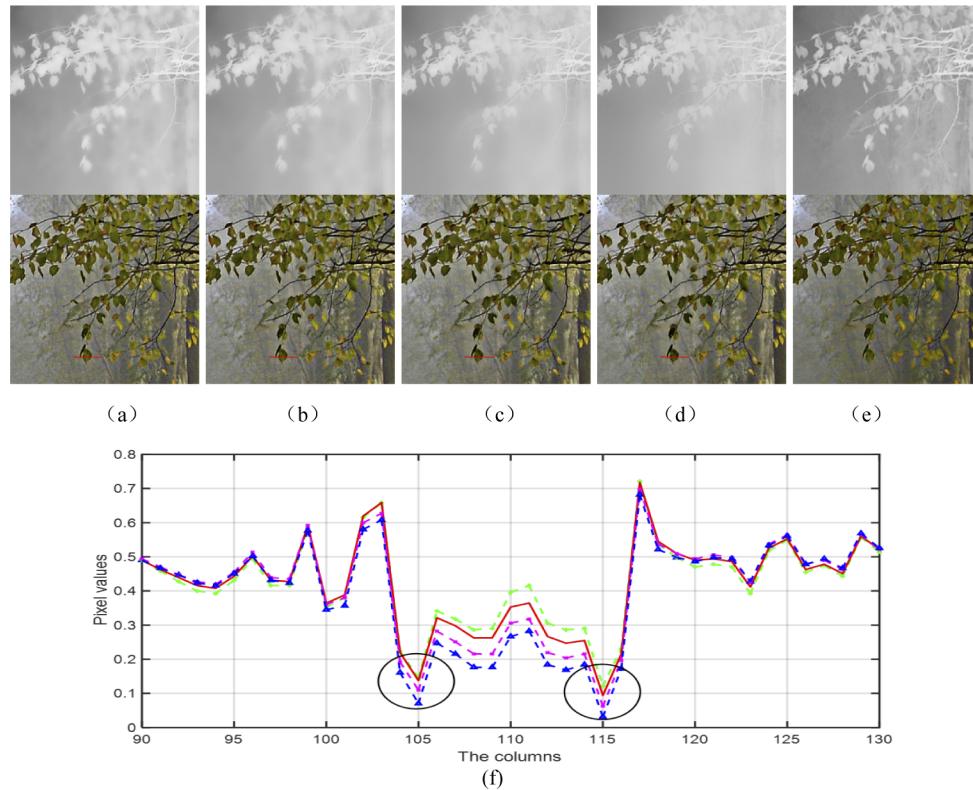 （a） （b） （c） （d） （e）
0.8
0.7
0.6
0.5
0.4
0.3
0.2
0.1
0
Pixel values
90 95 100 105 110 115 120 125 130
The columns
(f)